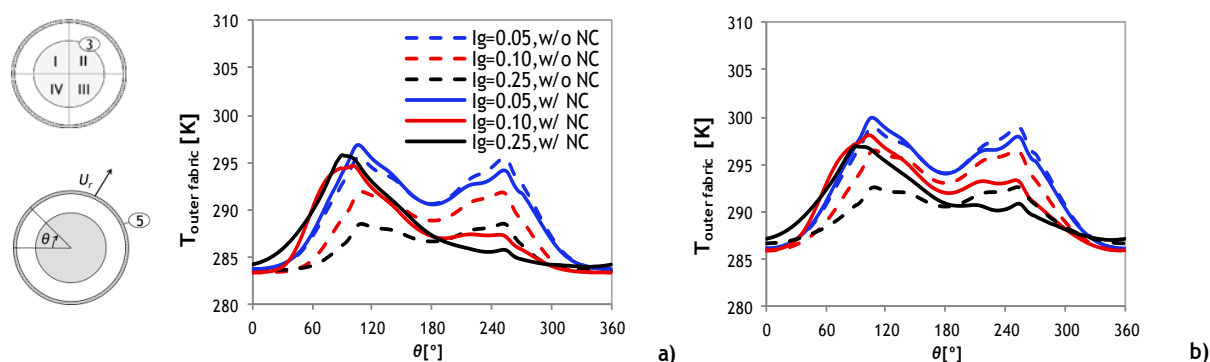 3
I II
IV III
U_r
5
θ
T_outer fabric [K]
310
305
300
295
290
285
280
0 60 120 180 240 300 360
θ[°]
Ig=0.05,w/o NC
Ig=0.10,w/o NC
Ig=0.25,w/o NC
Ig=0.05,w/ NC
Ig=0.10,w/ NC
Ig=0.25,w/ NC
a)
T_outer fabric [K]
310
305
300
295
290
285
280
0 60 120 180 240 300 360
θ[°]
b)